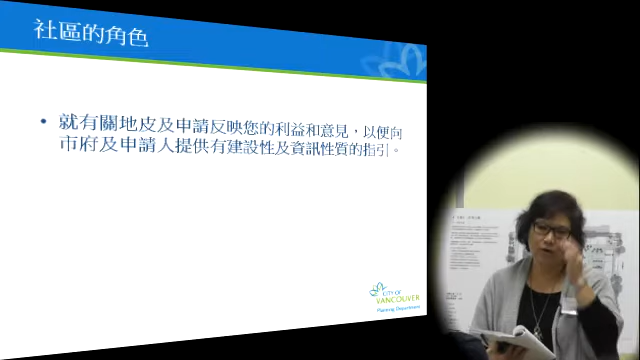 社區的角色
• 就有關地皮及申請反映您的利益和意見，以便向
市府及申請人提供有建設性及資訊性質的指引。
CITY OF
VANCOUVER
Planning Department